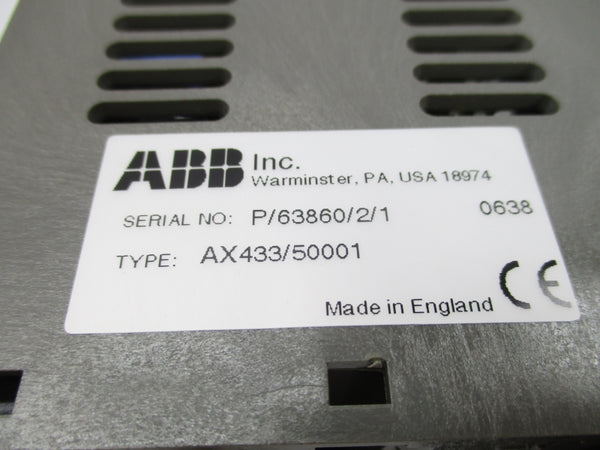 ABB Inc.
Warminster, PA, USA 18974
SERIAL NO: P/63860/2/1 0638
TYPE: AX433/50001
Made in England CE